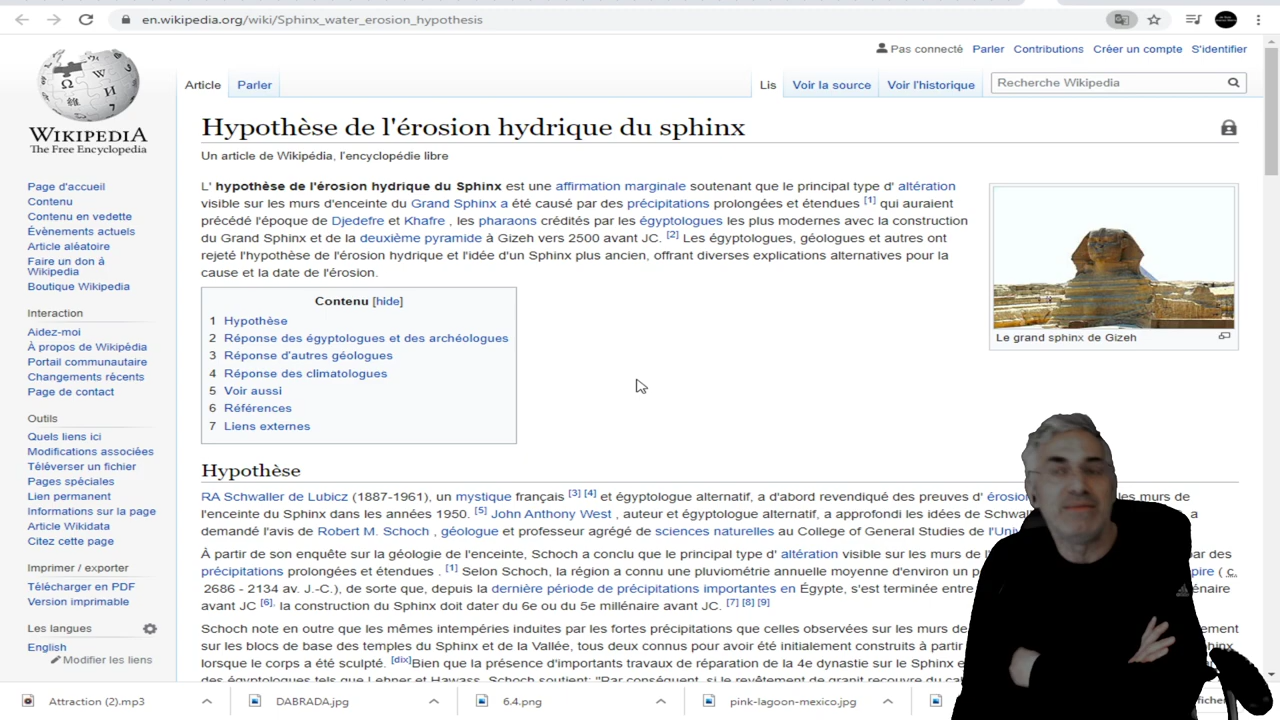 en.wikipedia.org/wiki/Sphinx_water_erosion_hypothesis
Pas connecté Parler Contributions Créer un compte S'identifier
Article Parler Lis Voir la source Voir l'historique Recherche Wikipedia
WIKIPEDIA
The Free Encyclopedia
Page d'accueil
Contenu
Contenu en vedette
Évènements actuels
Article aléatoire
Faire un don à
Wikipedia
Boutique Wikipedia
Interaction
Aidez-moi
À propos de Wikipédia
Portail communautaire
Changements récents
Page de contact
Outils
Quels liens ici
Modifications associées
Téléverser un fichier
Pages spéciales
Lien permanent
Informations sur la page
Article Wikidata
Citez cette page
Imprimer / exporter
Télécharger en PDF
Version imprimable
Les langues
English
Modifier les liens
Hypothèse de l'érosion hydrique du sphinx
Un article de Wikipédia, l'encyclopédie libre
L' hypothèse de l'érosion hydrique du Sphinx est une affirmation marginale soutenant que le principal type d' altération
visible sur les murs d'enceinte du Grand Sphinx a été causé par des précipitations prolongées et étendues [1] qui auraient
précédé l'époque de Djedefre et Khafre , les pharaons crédités par les égyptologues les plus modernes avec la construction
du Grand Sphinx et de la deuxième pyramide à Gizeh vers 2500 avant JC. [2] Les égyptologues, géologues et autres ont
rejeté l'hypothèse de l'érosion hydrique et l'idée d'un Sphinx plus ancien, offrant diverses explications alternatives pour la
cause et la date de l'érosion.
Le grand sphinx de Gizeh
Contenu [hide]
1 Hypothèse
2 Réponse des égyptologues et des archéologues
3 Réponse d'autres géologues
4 Réponse des climatologues
5 Voir aussi
6 Références
7 Liens externes
Hypothèse
RA Schwaller de Lubicz (1887-1961), un mystique français [3] [4] et égyptologue alternatif, a d'abord revendiqué des preuves d' les murs de
l'enceinte du Sphinx dans les années 1950. [5] John Anthony West , auteur et égyptologue alternatif, a approfondi les idées de a
demandé l'avis de Robert M. Schoch , géologue et professeur agrégé de sciences naturelles au College of General Studies de
À partir de son enquête sur la géologie de l'enceinte, Schoch a conclu que le principal type d' altération visible sur les murs de par des
précipitations prolongées et étendues . [1] Selon Schoch, la région a connu une pluviométrie annuelle moyenne d'environ un ( c.
2686 - 2134 av. J.-C.), de sorte que, depuis la dernière période de précipitations importantes en Égypte, s'est terminée entre
avant JC [6], la construction du Sphinx doit dater du 6e ou du 5e millénaire avant JC. [7] [8] [9]
Schoch note en outre que les mêmes intempéries induites par les fortes précipitations que celles observées sur les murs de
sur les blocs de base des temples du Sphinx et de la Vallée, tous deux connus pour avoir été initialement construits à partir
lorsque le corps a été sculpté. [dix] Bien que la présence d'importants travaux de réparation de la 4e dynastie sur le Sphinx
des égyptologues tels que Lehner et Hawass, Schoch soutient: "Par conséquent, si le revêtement de granit recouvre du
Attraction (2).mp3 DABRADA.jpg 6.4.png pink-lagoon-mexico.jpg